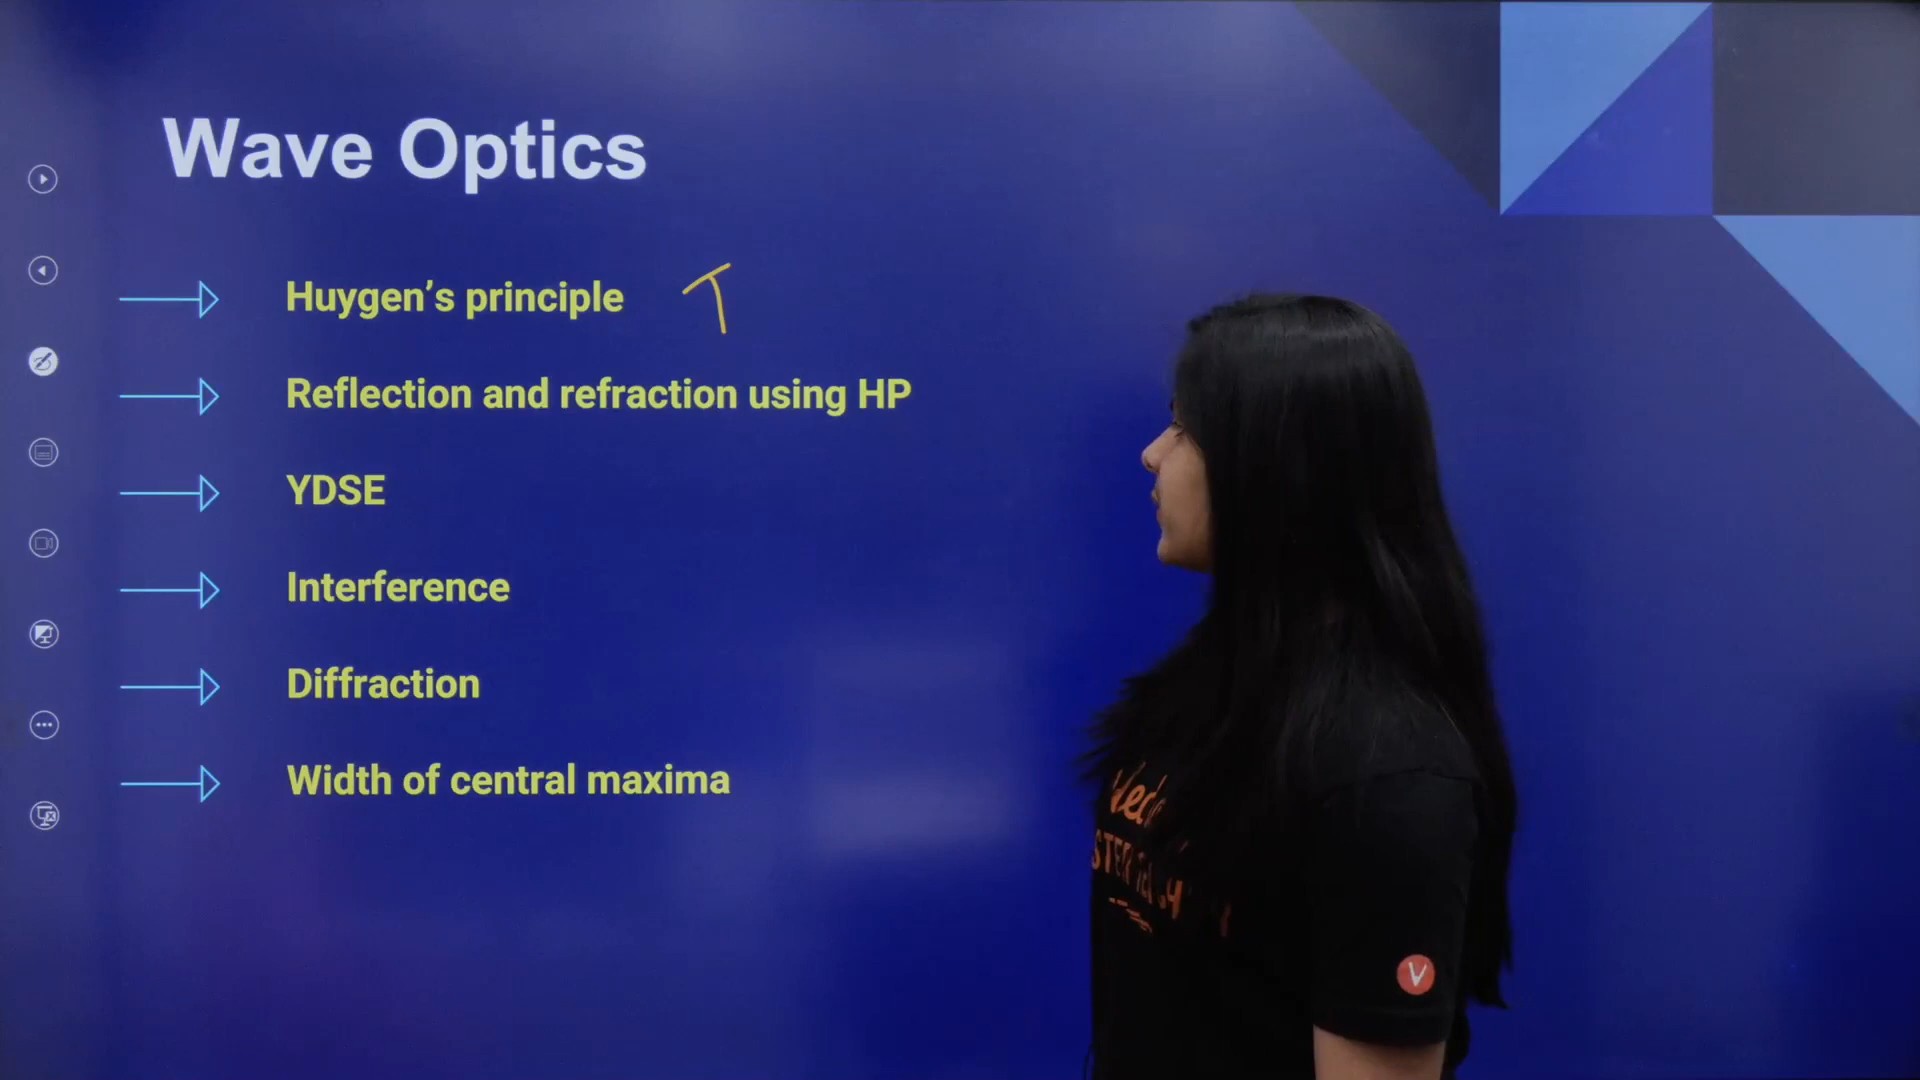 Wave Optics
Huygen’s principle T
Reflection and refraction using HP
YDSE
Interference
Diffraction
Width of central maxima
V